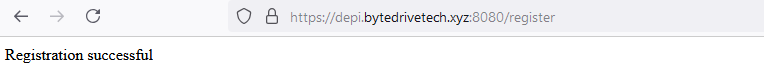 https://depi.bytedrivetech.xyz:8080/register
Registration successful